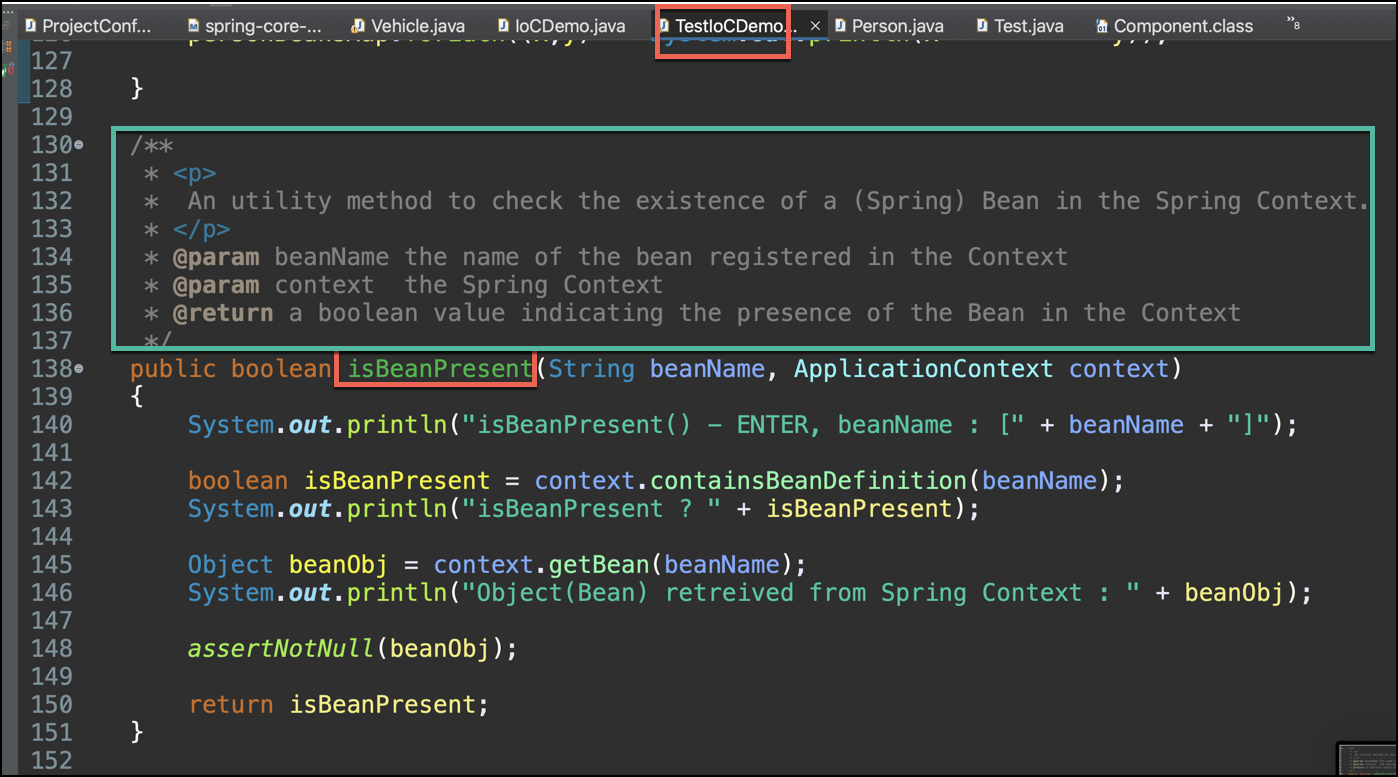 ProjectConf... spring-core-... Vehicle.java IoCDemo.java TestIoCDemo... × Person.java Test.java Component.class »8
127
128 }
129
130 /**
131 * <p>
132 * An utility method to check the existence of a (Spring) Bean in the Spring Context.
133 * </p>
134 * @param beanName the name of the bean registered in the Context
135 * @param context  the Spring Context
136 * @return a boolean value indicating the presence of the Bean in the Context
137 */
138 public boolean isBeanPresent(String beanName, ApplicationContext context)
139 {
140 System.out.println("isBeanPresent() - ENTER, beanName : [" + beanName + "]");
141
142 boolean isBeanPresent = context.containsBeanDefinition(beanName);
143 System.out.println("isBeanPresent ? " + isBeanPresent);
144
145 Object beanObj = context.getBean(beanName);
146 System.out.println("Object(Bean) retreived from Spring Context : " + beanObj);
147
148 assertNotNull(beanObj);
149
150 return isBeanPresent;
151 }
152